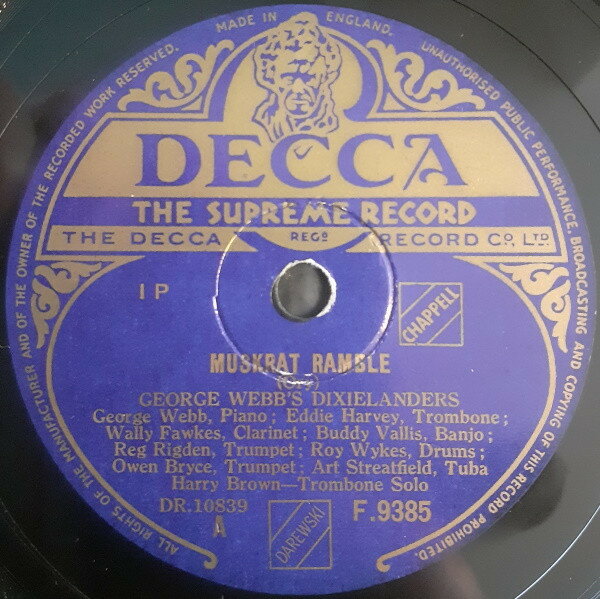 MADE IN ENGLAND.
ALL RIGHTS OF THE MANUFACTURER AND OF THE OWNER OF THE RECORDED WORK RESERVED.
UNAUTHORISED PUBLIC PERFORMANCE, BROADCASTING AND COPYING OF THIS RECORD PROHIBITED.
DECCA
THE SUPREME RECORD
THE DECCA REGD RECORD CO., LTD.
1 P
CHAPPELL
MUSKRAT RAMBLE
(Ory)
GEORGE WEBB'S DIXIELANDERS
George Webb, Piano; Eddie Harvey, Trombone;
Wally Fawkes, Clarinet; Buddy Vallis, Banjo;
Reg Rigden, Trumpet; Roy Wykes, Drums;
Owen Bryce, Trumpet; Art Streatfield, Tuba
Harry Brown—Trombone Solo
DR.10839
A
DAREWSKI
F.9385